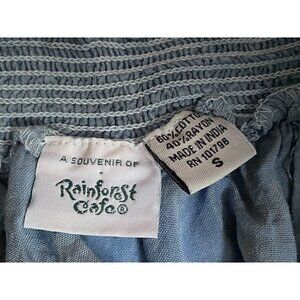 A SOUVENIR OF
Rainforest
Cafe®
60% COTTON
40% RAYON
MADE IN INDIA
RN 101796
S